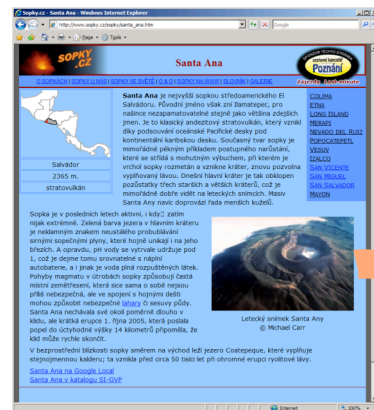 Sopky.cz - Santa Ana - Windows Internet Explorer
http://www.sopky.cz/sopky/santa_ana.htm
Google
Page
Tools
SOPKY
.CZ
Santa Ana
cestovní kancelář
Poznání
zájezdy last-minute
O SOPKÁCH | SOPKY U NÁS | SOPKY VE SVĚTĚ | O & O | SOPKY NA WWW | SLOVNÍK | GALERIE
Salvádor
2365 m.
stratovulkán
Santa Ana je nejvyší sopkou středoamerického El
Salvádoru. Původní jméno však zní Ilamatepec, pro
našince nezapamatovatelné stejně jako většina zdejších
jmen. Je to klasický andezitový stratovulkán, který vznikl
díky podsouvání oceánské Pacifické desky pod
kontinentální karibskou desku. Současný tvar sopky je
mimořádně pěkným příkladem postupného narůstání,
které se střídá s mohutným výbuchem, při kterém je
vrchol sopky rozmetán a vznikne kráter, znovu pozvolna
vyplňovaný lávou. Dnešní hlavní kráter je tak obklopen
pozůstatky třech starších a větších kráterů, což je
mimořádně dobře vidět na leteckých snímcích. Masiv
Santa Any navíc doprovází řada menších kuželů.
COLIMA
ETNA
LONG ISLAND
MERAPI
NEVADO DEL RUIZ
POPOCATEPETL
IZALCO
SAN VICENTE
SAN MIGUEL
SAN SALVADOR
MAYON
Sopka je v posledních letech aktivní, i když zatím
nijak extrémně. Zelená barva jezera v hlavním kráteru
je neklamným znakem neustálého probublávání
sirnými sopečnými plyny, které hojně unikají i na jeho
březích. A opravdu, pH vody se vytrvale udržuje pod
1, což je dejme tomu srovnatelné s náplní
autobaterie, a i jinak je voda plná rozpuštěných látek.
Pohyby magmatu v útrobách sopky způsobují častá
místní zemětřesení, která sice sama o sobě nejsou
příliš nebezpečná, ale ve spojení s hojnými dešti
mohou způsobit nebezpečné lahary či sesuvy půdy.
Santa Ana nechávala své okolí poměrně dlouho v
klidu, ale krátká erupce 1. října 2005, která poslala
popel do úctyhodné výšky 14 kilometrů připoměla, že
klid může rychle skončit.
Letecký snímek Santa Any
© Michael Carr
V bezprostřední blízkosti sopky směrem na východ leží jezero Coatepeque, které vyplňuje
stejnojmennou kalderu; ta vznikla před cirka 50 tisíci let při ohromné erupci ryolitové lávy.
Santa Ana na Google Local
Santa Ana v katalogu SI-GVP
Internet
100%